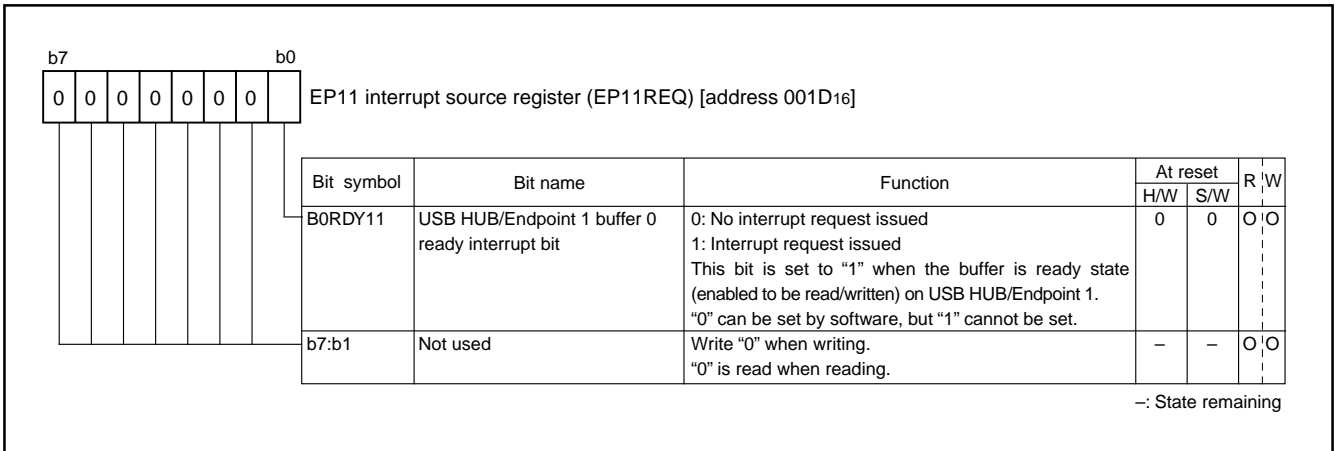 b7 b0
0 0 0 0 0 0 0 EP11 interrupt source register (EP11REQ) [address 001D16]
Bit symbol Bit name Function At reset R W
H/W S/W
B0RDY11 USB HUB/Endpoint 1 buffer 0 0: No interrupt request issued 0 0 O O
ready interrupt bit 1: Interrupt request issued
This bit is set to “1” when the buffer is ready state
(enabled to be read/written) on USB HUB/Endpoint 1.
“0” can be set by software, but “1” cannot be set.
b7:b1 Not used Write “0” when writing. – – O O
“0” is read when reading.
–: State remaining